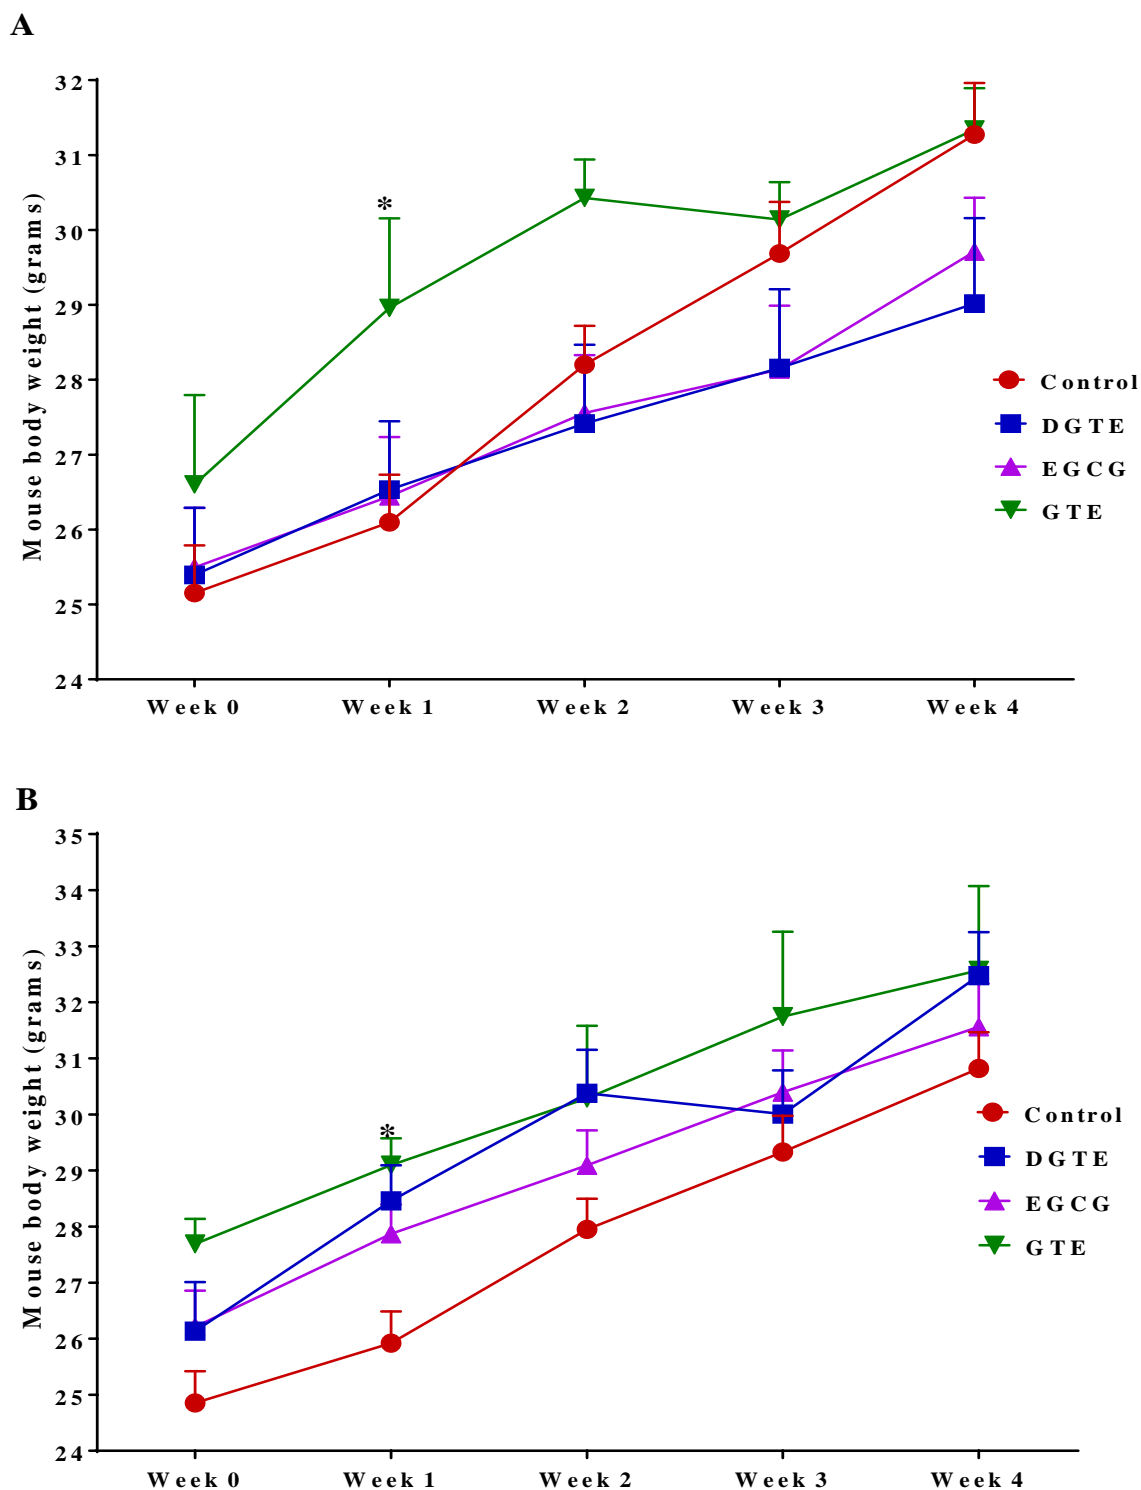 A
Mouse body weight (grams)
32
31
30
29
28
27
26
25
24
*
Week 0 Week 1 Week 2 Week 3 Week 4
Control
DGTE
EGCG
GTE
B
Mouse body weight (grams)
35
34
33
32
31
30
29
28
27
26
25
24
*
Week 0 Week 1 Week 2 Week 3 Week 4
Control
DGTE
EGCG
GTE